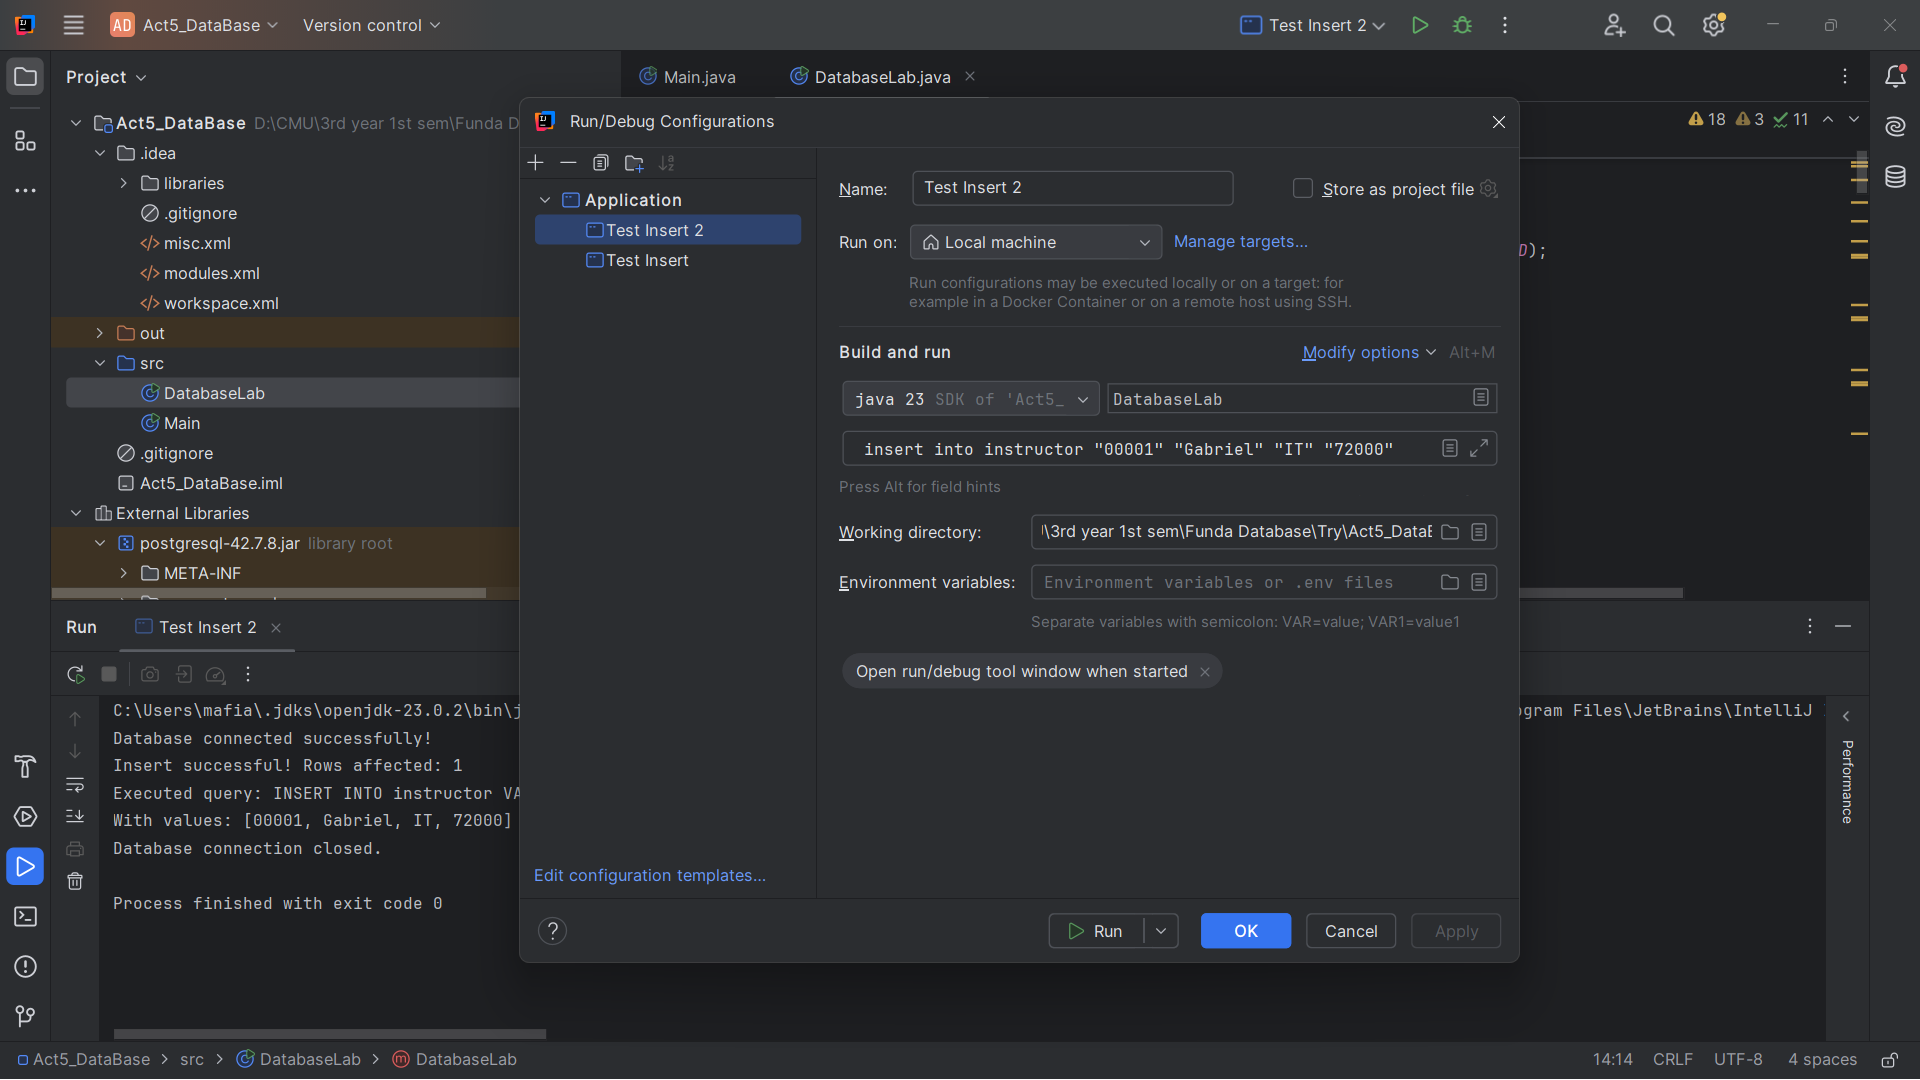 AD Act5_DataBase Version control Test Insert 2
Project
Main.java DatabaseLab.java
Act5_DataBase D:\CMU\3rd year 1st sem\Funda D
.idea
libraries
.gitignore
misc.xml
modules.xml
workspace.xml
out
src
DatabaseLab
Main
.gitignore
Act5_DataBase.iml
External Libraries
postgresql-42.7.8.jar library root
META-INF
18 3 11
D);
Run/Debug Configurations
Application
Test Insert 2
Test Insert
Edit configuration templates...
Name: Test Insert 2 Store as project file
Run on: Local machine Manage targets...
Run configurations may be executed locally or on a target: for
example in a Docker Container or on a remote host using SSH.
Build and run Modify options Alt+M
java 23 SDK of 'Act5_ DatabaseLab
insert into instructor "00001" "Gabriel" "IT" "72000"
Press Alt for field hints
Working directory: \3rd year 1st sem\Funda Database\Try\Act5_DataB
Environment variables: Environment variables or .env files
Separate variables with semicolon: VAR=value; VAR1=value1
Open run/debug tool window when started
? Run OK Cancel Apply
Run Test Insert 2
C:\Users\mafia\.jdks\openjdk-23.0.2\bin\j
ogram Files\JetBrains\IntelliJ
Database connected successfully!
Insert successful! Rows affected: 1
Executed query: INSERT INTO instructor VA
With values: [00001, Gabriel, IT, 72000]
Database connection closed.
Process finished with exit code 0
Performance
Act5_DataBase > src > DatabaseLab > DatabaseLab
14:14 CRLF UTF-8 4 spaces